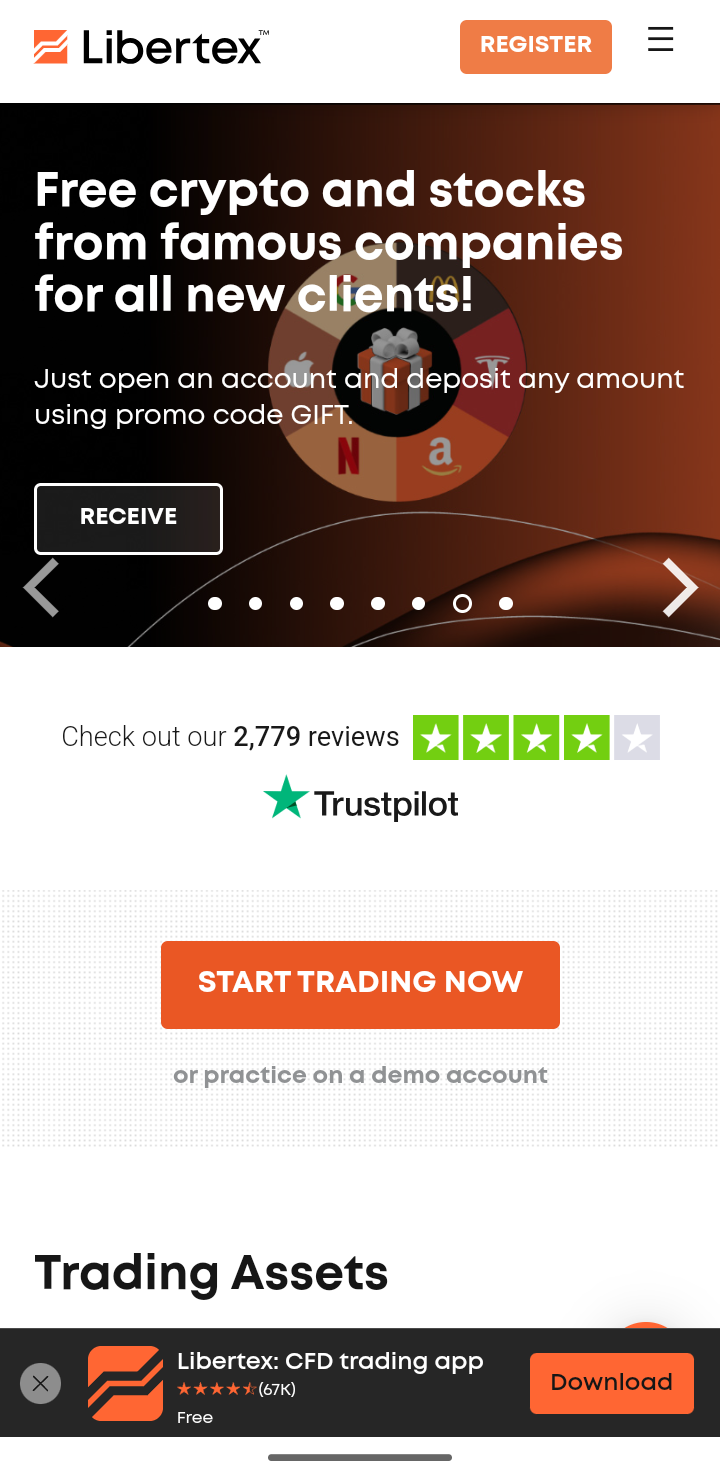 Libertex™
REGISTER
Free crypto and stocks
from famous companies
for all new clients!
Just open an account and deposit any amount
using promo code GIFT.
RECEIVE
Check out our 2,779 reviews
Trustpilot
START TRADING NOW
or practice on a demo account
Trading Assets
Libertex: CFD trading app
(67K)
Free
Download